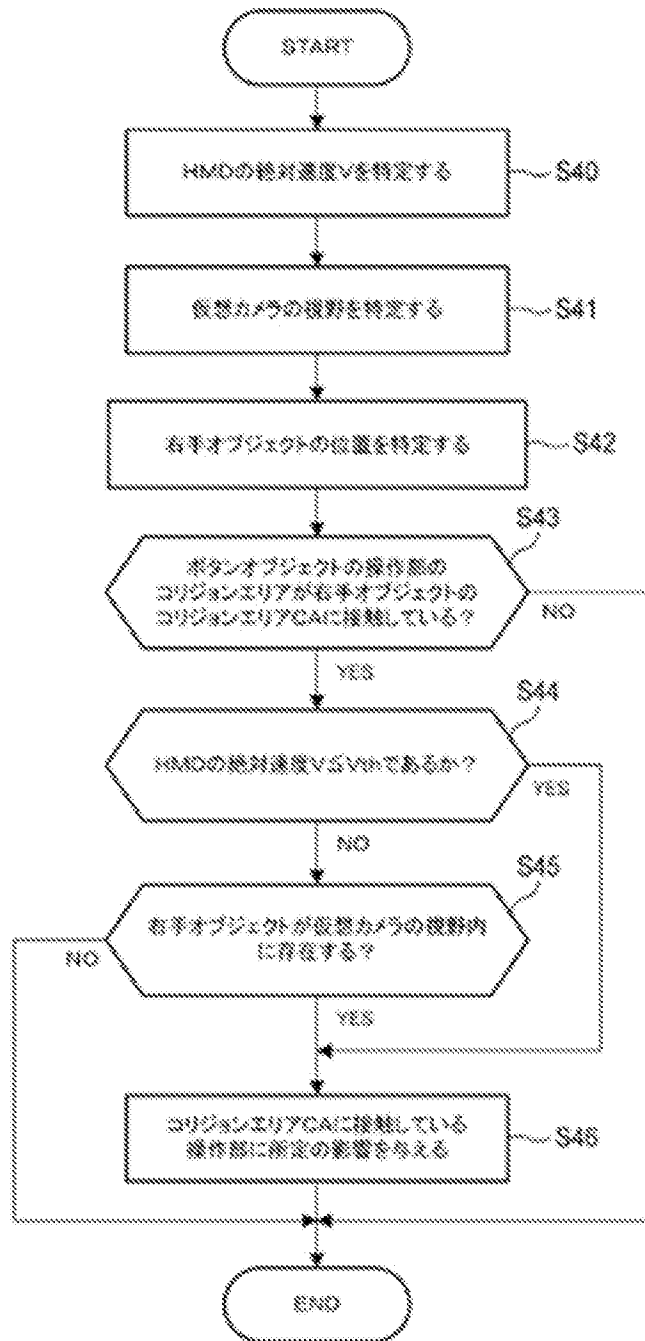 START
HMDの絶対速度Vを特定する
S40
仮想カメラの視野を特定する
S41
右手オブジェクトの位置を特定する
S42
S43
ボタンオブジェクトの操作部の
コリジョンエリアが右手オブジェクトの
コリジョンエリアCAに接触している？
NO
YES
S44
HMDの絶対速度V≦Vthであるか？
YES
NO
S45
右手オブジェクトが仮想カメラの視野内
に存在する？
NO
YES
コリジョンエリアCAに接触している
操作部に所定の影響を与える
S46
END